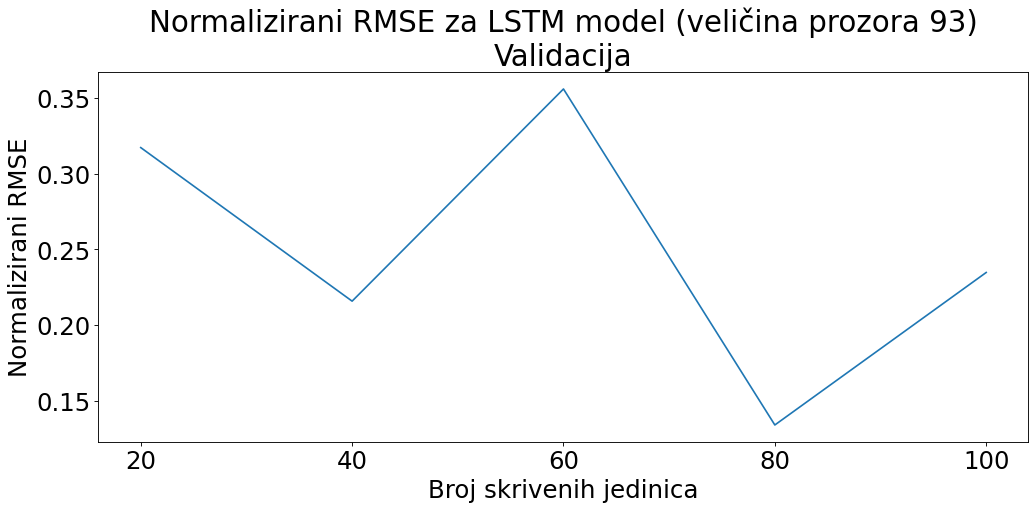 Normalizirani RMSE za LSTM model (veličina prozora 93)
Validacija
Normalizirani RMSE
0.35
0.30
0.25
0.20
0.15
20 40 60 80 100
Broj skrivenih jedinica